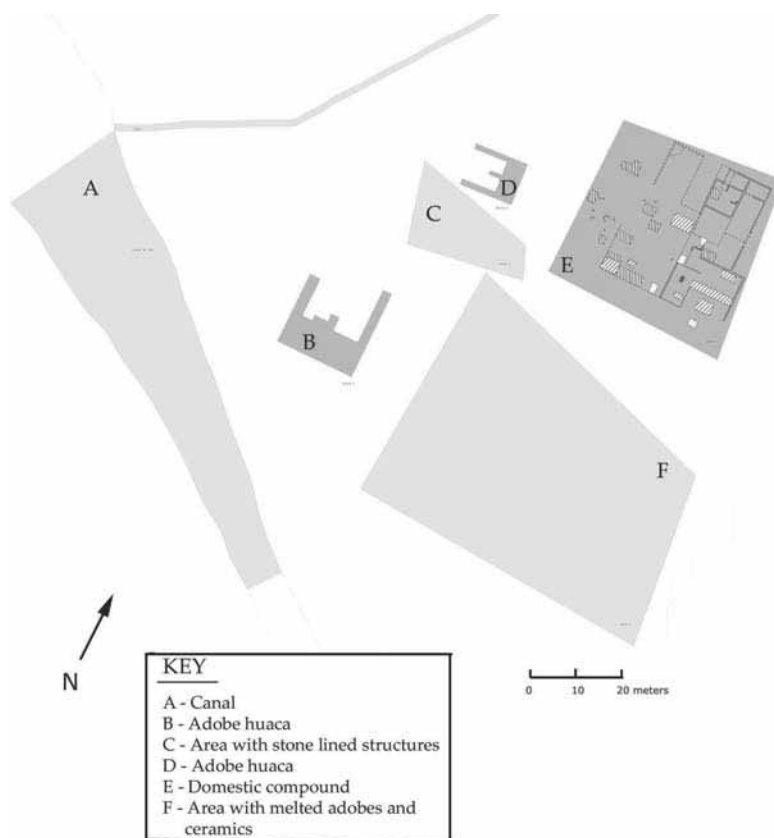 A
D
C
E
B
F
N
0 10 20 meters
KEY
A - Canal
B - Adobe huaca
C - Area with stone lined structures
D - Adobe huaca
E - Domestic compound
F - Area with melted adobes and
ceramics